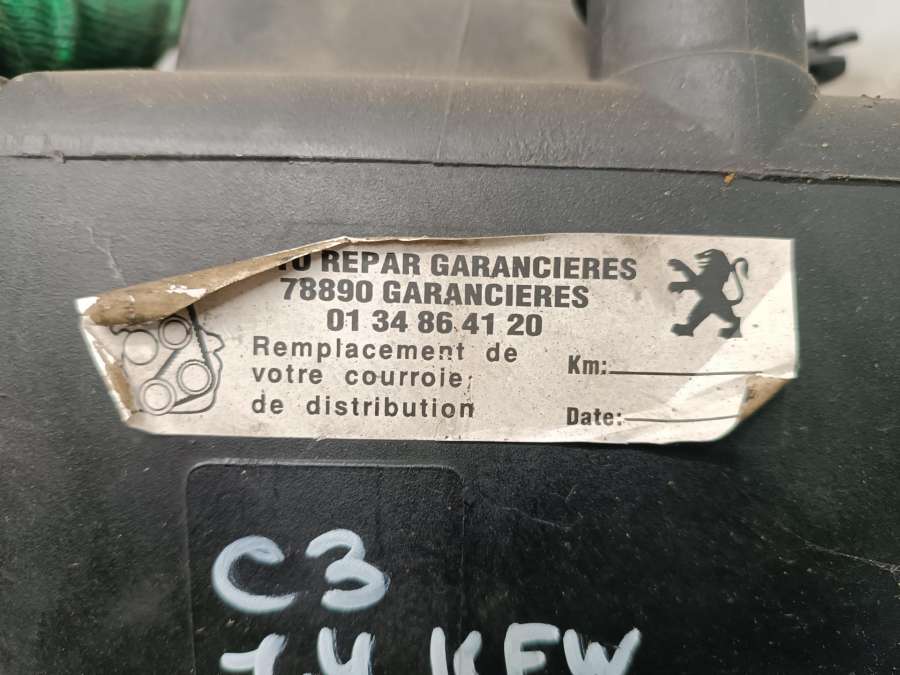 REPAR GARANCIERES
78890 GARANCIERES
01 34 86 41 20
Remplacement de
votre courroie
de distribution
Km:
Date:
C3
1.4 KFW